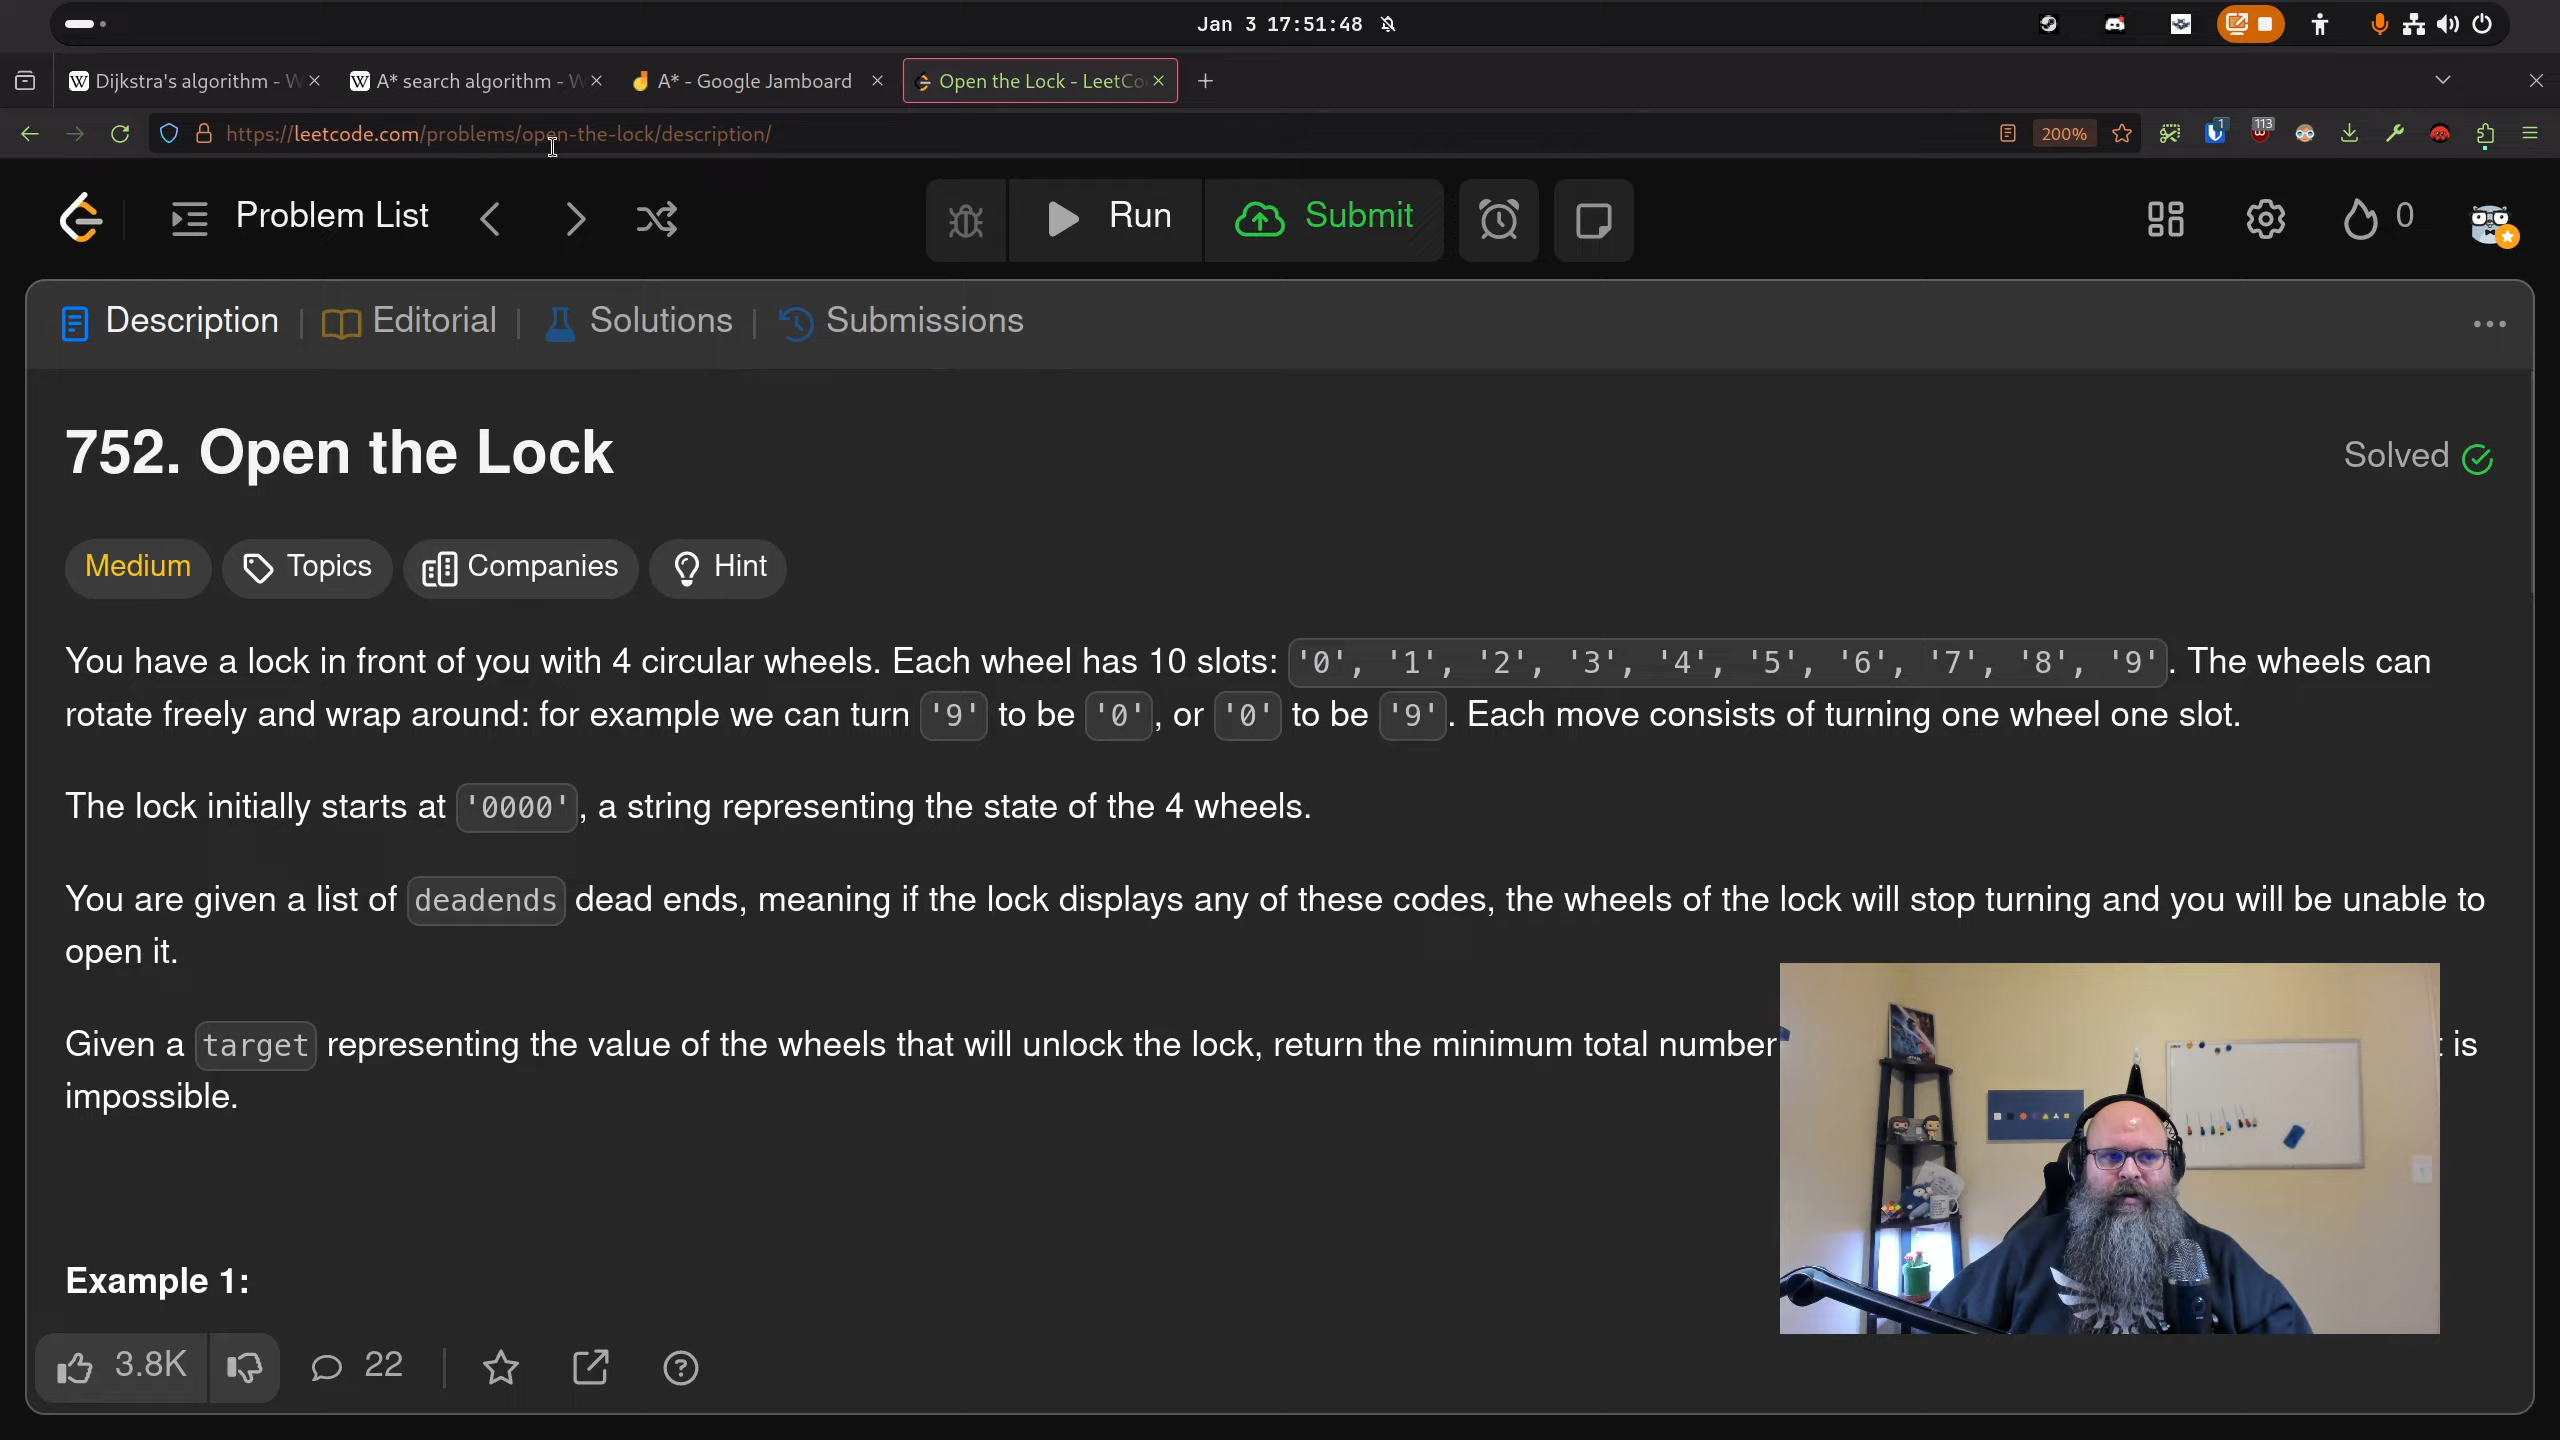 Jan 3 17:51:48
Dijkstra's algorithm - W
A* search algorithm - W
A* - Google Jamboard
Open the Lock - LeetCo
https://leetcode.com/problems/open-the-lock/description/
200%
1
113
Problem List
Run
Submit
0
Description
Editorial
Solutions
Submissions
752. Open the Lock
Solved
Medium
Topics
Companies
Hint
You have a lock in front of you with 4 circular wheels. Each wheel has 10 slots: '0', '1', '2', '3', '4', '5', '6', '7', '8', '9'. The wheels can
rotate freely and wrap around: for example we can turn '9' to be '0', or '0' to be '9'. Each move consists of turning one wheel one slot.
The lock initially starts at '0000', a string representing the state of the 4 wheels.
You are given a list of deadends dead ends, meaning if the lock displays any of these codes, the wheels of the lock will stop turning and you will be unable to
open it.
Given a target representing the value of the wheels that will unlock the lock, return the minimum total number is
impossible.
Example 1:
3.8K
22